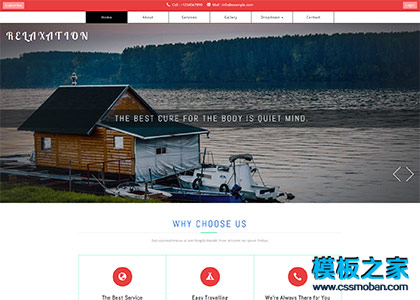 Subscribe Call : +1234567890 Mail : info@example.com Login
Home About Services Gallery Dropdown Contact
RELAXATION
THE BEST CURE FOR THE BODY IS QUIET MIND.
WHY CHOOSE US
The Best Service Easy Travelling We're Always There for You
模板之家
www.cssmoban.com